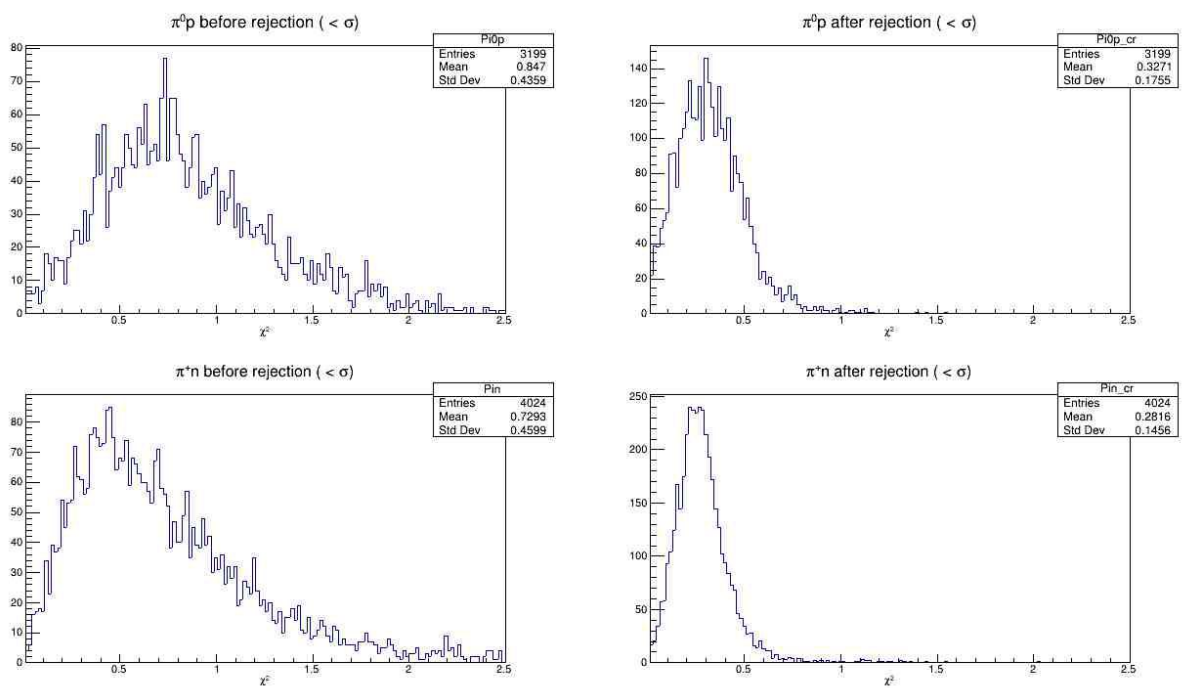 π⁰p before rejection ( < σ)
Pi0p
Entries 3199
Mean 0.847
Std Dev 0.4359
80
70
60
50
40
30
20
10
0
0.5 1 1.5 2 2.5
χ²
π⁰p after rejection ( < σ)
Pi0p_cr
Entries 3199
Mean 0.3271
Std Dev 0.1755
140
120
100
80
60
40
20
0
0.5 1 1.5 2 2.5
χ²
π⁺n before rejection ( < σ)
Pin
Entries 4024
Mean 0.7293
Std Dev 0.4599
80
70
60
50
40
30
20
10
0
0.5 1 1.5 2 2.5
χ²
π⁺n after rejection ( < σ)
Pin_cr
Entries 4024
Mean 0.2816
Std Dev 0.1456
250
200
150
100
50
0
0.5 1 1.5 2 2.5
χ²